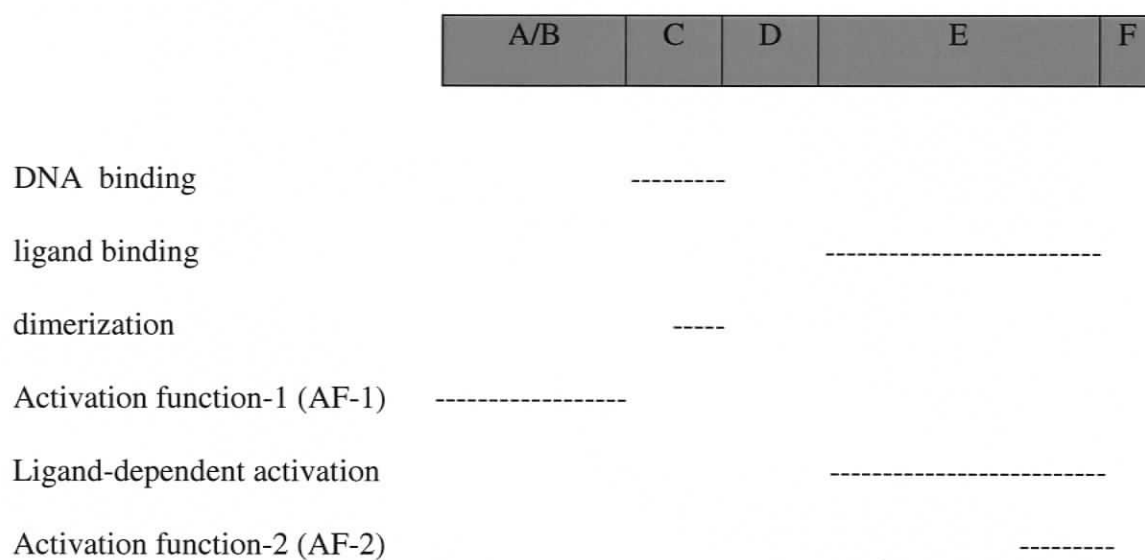 A/B C D E F
DNA binding
ligand binding
dimerization
Activation function-1 (AF-1)
Ligand-dependent activation
Activation function-2 (AF-2)